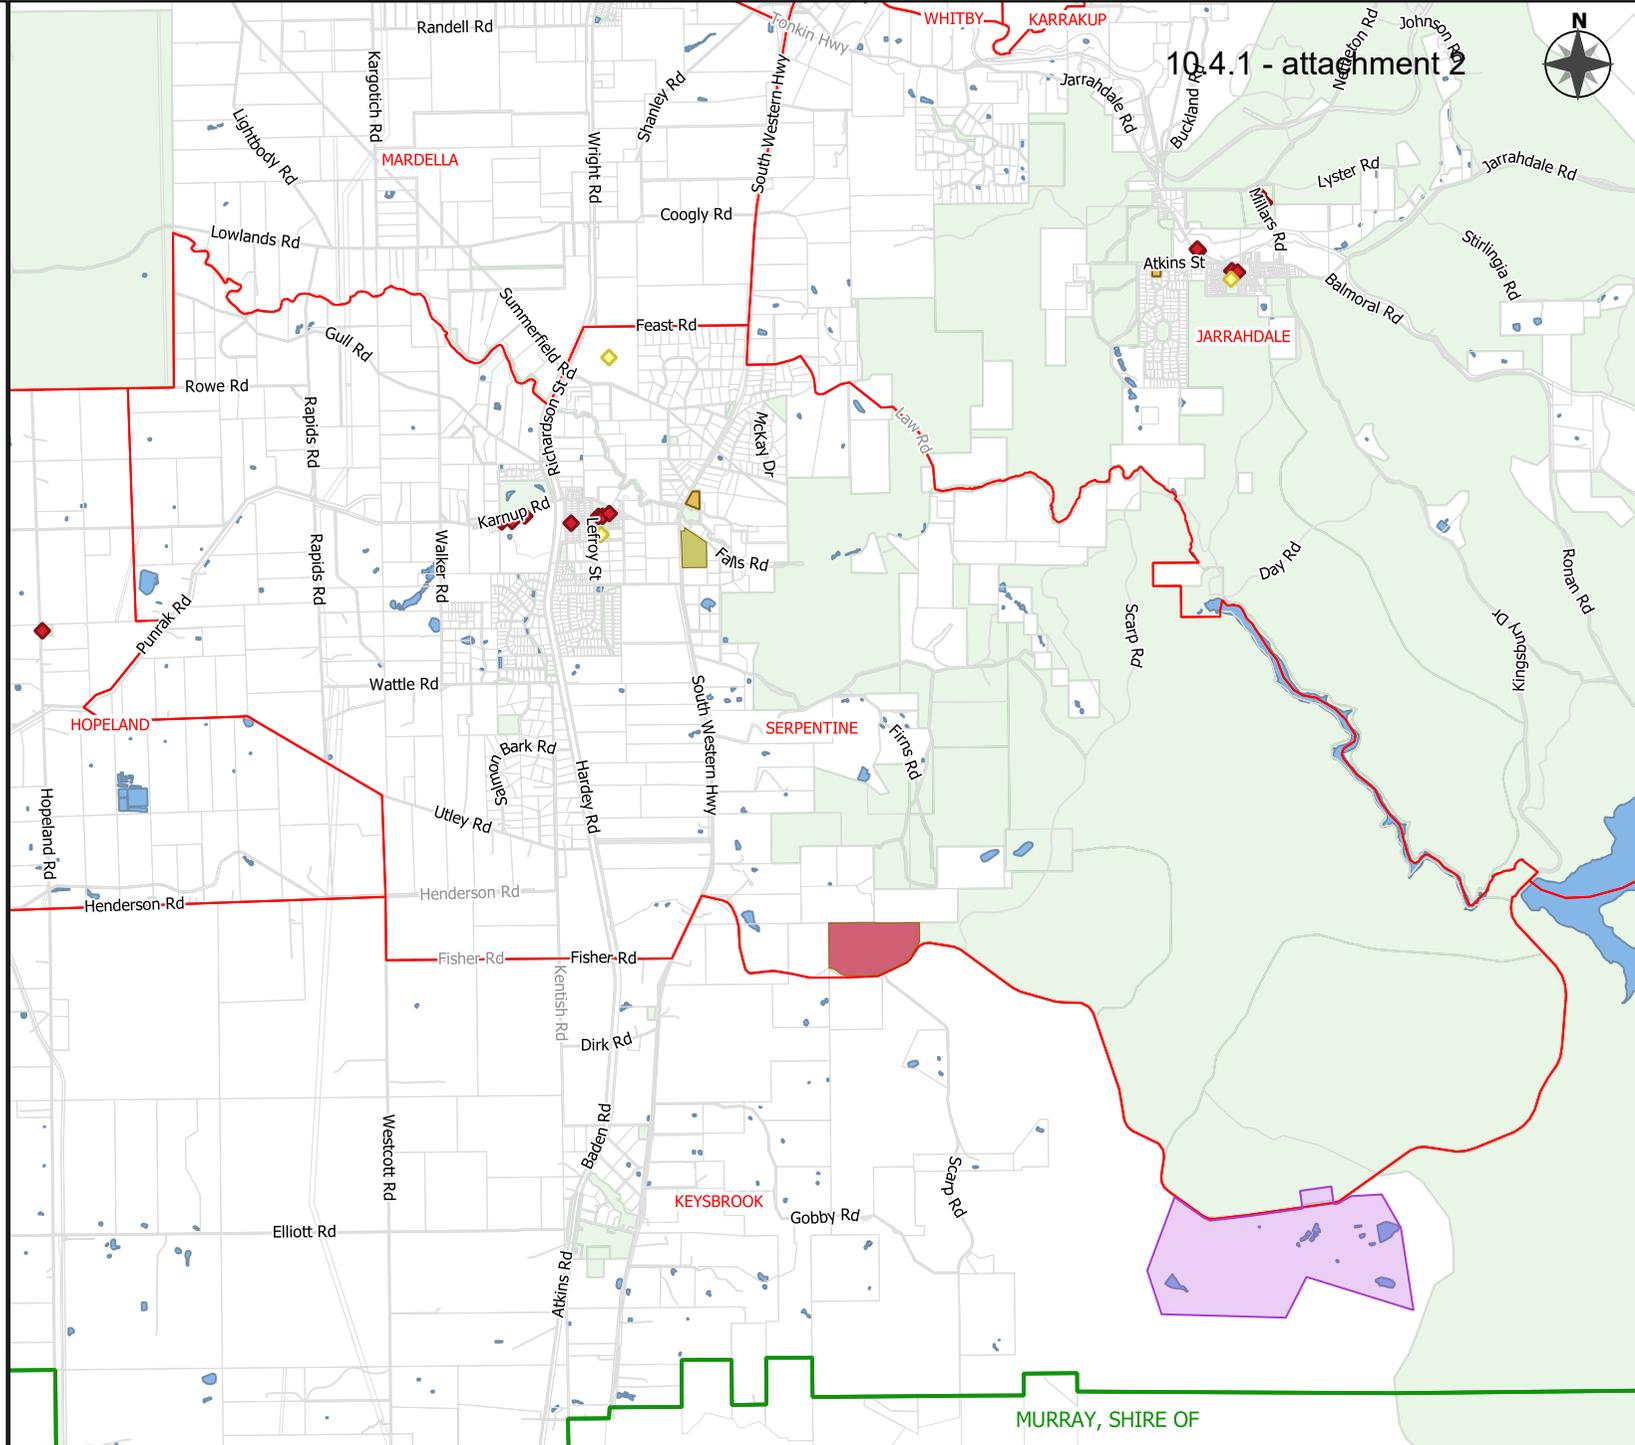 WHITBY
KARRAKUP
N
Randell Rd
Tonkin Hwy
Johnson Rd
Nettleton Rd
10.4.1 - attachment 2
Kargotich Rd
Shanley Rd
South Western Hwy
Jarrahdale Rd
Buckland Rd
Lightbody Rd
MARDELLA
Wright Rd
Lyster Rd
Jarrahdale Rd
Coogly Rd
Millars Rd
Lowlands Rd
Atkins St
Stirlingia Rd
Balmoral Rd
Summerfield Rd
Feast Rd
JARRAHDALE
Gull Rd
Rowe Rd
Richardson St
Rapids Rd
McKay Dr
Law Rd
Karnup Rd
Lefroy St
Walker Rd
Rapids Rd
Falls Rd
Day Rd
Ronan Rd
Punrak Rd
Scarp Rd
Kingsbury Dr
Wattle Rd
HOPELAND
South Western Hwy
SERPENTINE
Firns Rd
Bark Rd
Salmon
Hardey Rd
Hopeland Rd
Utley Rd
Henderson Rd
Henderson Rd
Fisher Rd
Fisher Rd
Kentish Rd
Dirk Rd
Baden Rd
Westcott Rd
Scarp Rd
KEYSBROOK
Gobby Rd
Elliott Rd
Atkins Rd
MURRAY, SHIRE OF